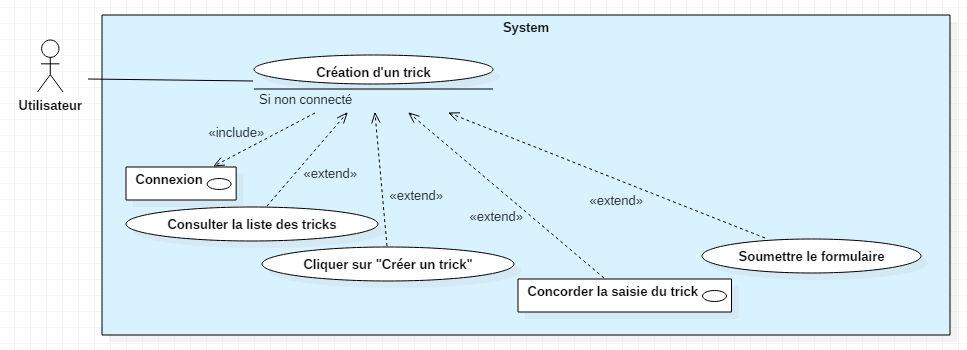 System
Création d'un trick
Si non connecté
Utilisateur
«include»
Connexion
«extend»
«extend»
«extend»
«extend»
Consulter la liste des tricks
Cliquer sur "Créer un trick"
Soumettre le formulaire
Concorder la saisie du trick